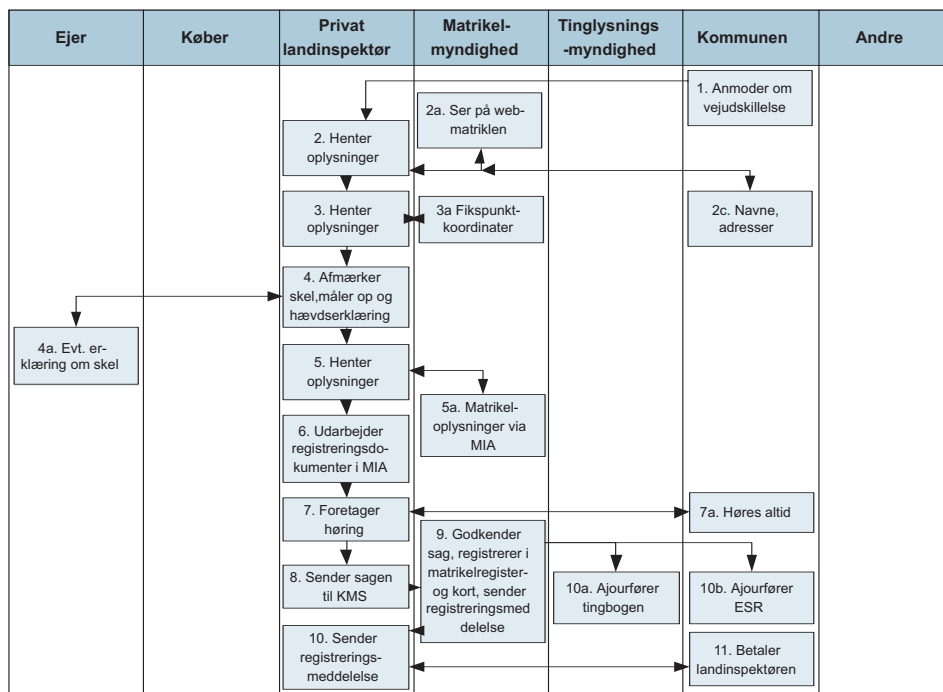 Ejer
Køber
Privat
landinspektør
Matrikel-
myndighed
Tinglysnings
-myndighed
Kommunen
Andre
1. Anmoder om
vejudskillelse
2a. Ser på web-
matriklen
2. Henter
oplysninger
3. Henter
oplysninger
3a Fikspunkt-
koordinater
2c. Navne,
adresser
4. Afmærker
skel,måler op og
hævdserklæring
4a. Evt. er-
klæring om skel
5. Henter
oplysninger
5a. Matrikel-
oplysninger via
MIA
6. Udarbejder
registreringsdo-
kumenter i MIA
7. Foretager
høring
7a. Høres altid
8. Sender sagen
til KMS
9. Godkender
sag, registrerer i
matrikelregister-
og kort, sender
registreringsmed
delelse
10a. Ajourfører
tingbogen
10b. Ajourfører
ESR
10. Sender
registrerings-
meddelelse
11. Betaler
landinspektøren